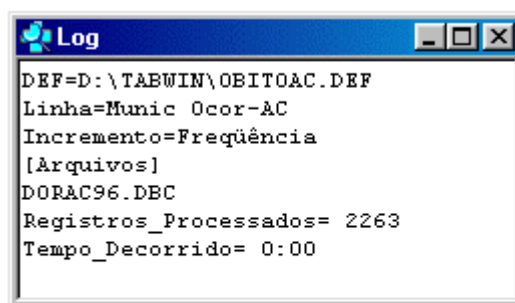 Log
DEF=D:\TABWIN\OBITOAC.DEF
Linha=Munic Ocor-AC
Incremento=Freqüência
[Arquivos]
DORAC96.DBC
Registros_Processados= 2263
Tempo_Decorrido= 0:00